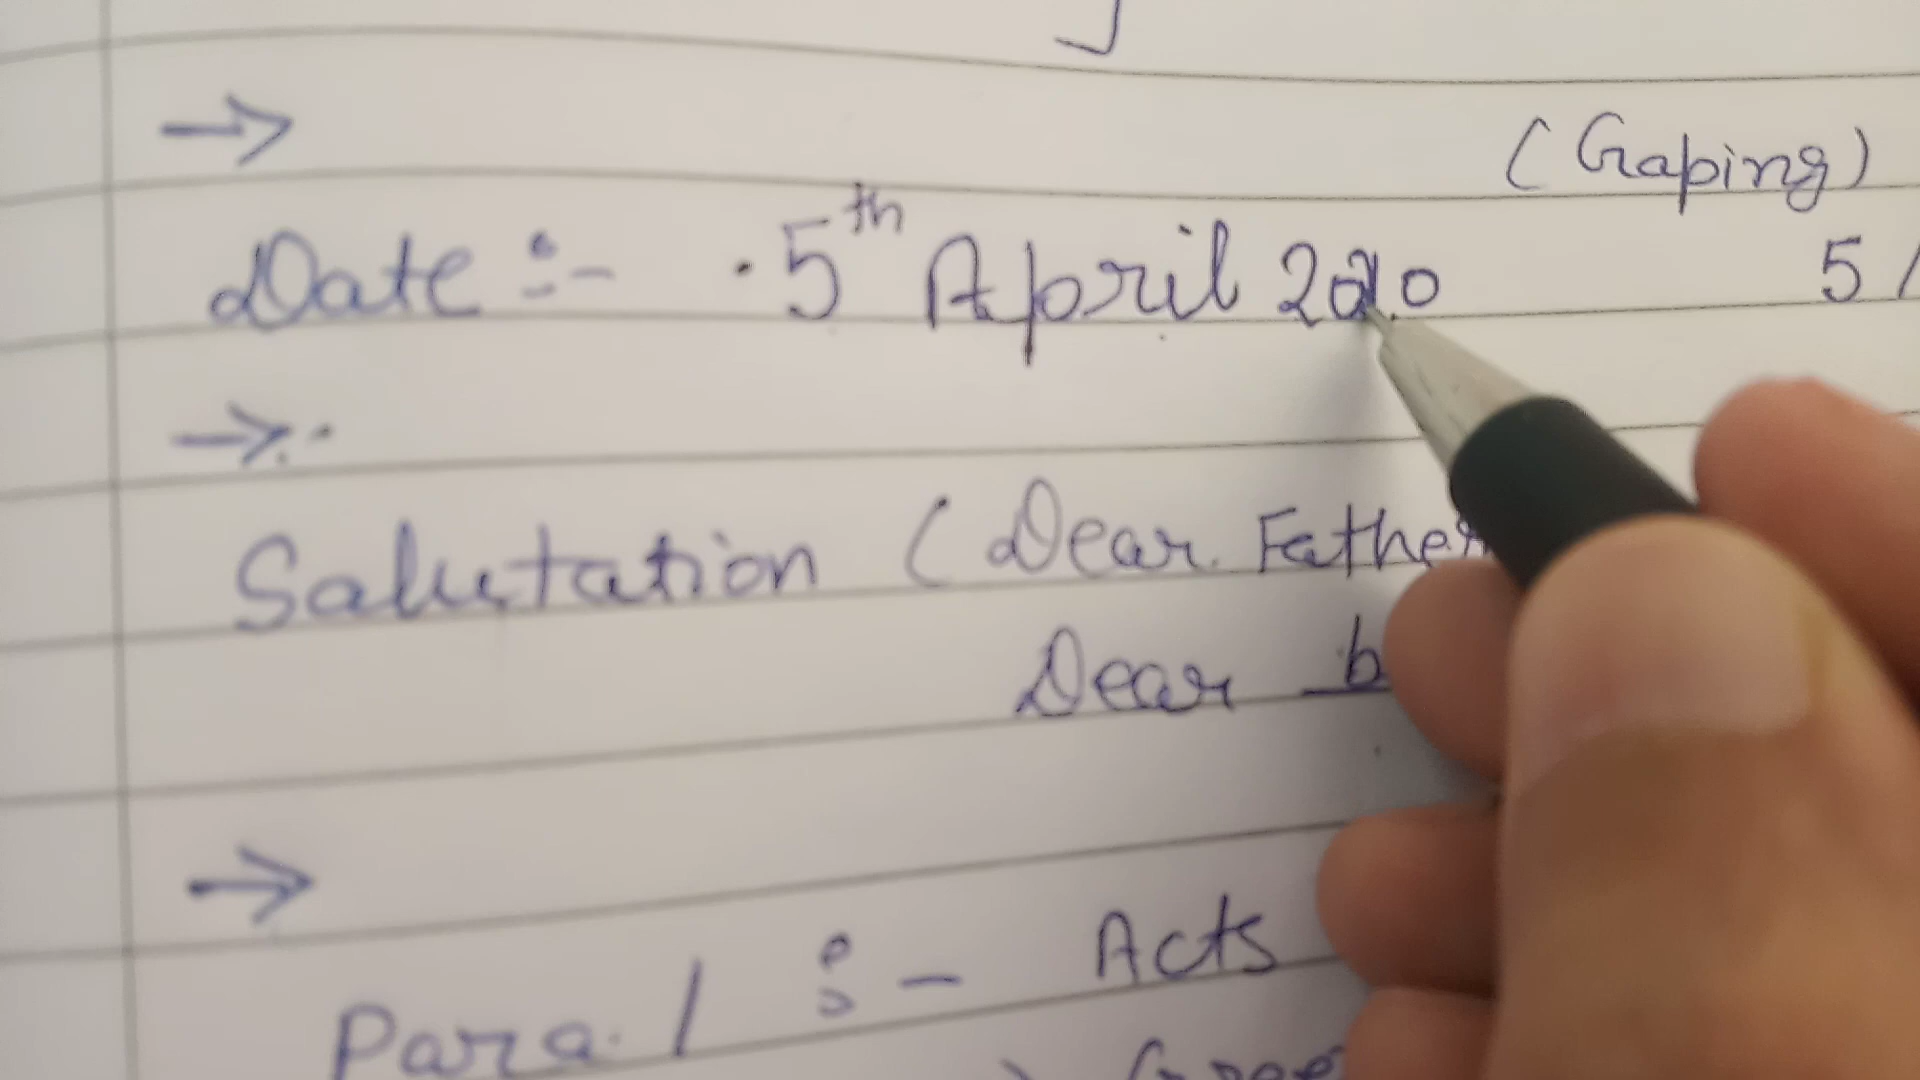 → (Gaping)
Date :- 5th April 2020 5/
→
Salutation (Dear Father
Dear b
→
Para 1 :- Acts